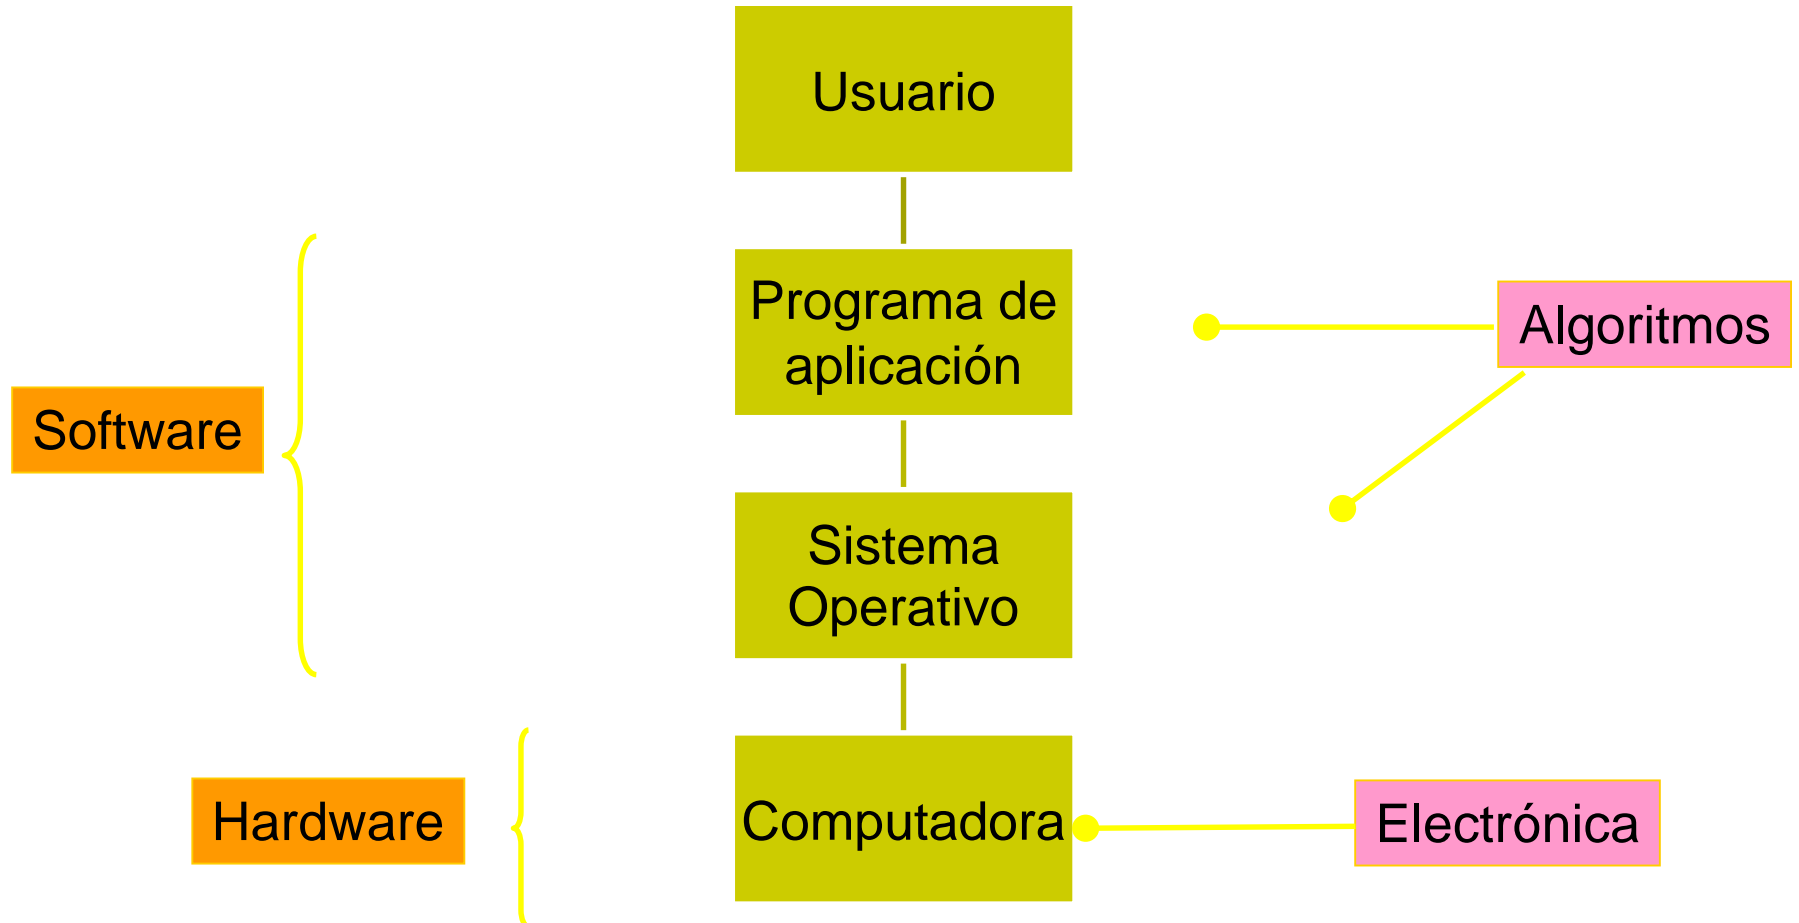 Usuario
Programa de
aplicación
Algoritmos
Software
Sistema
Operativo
Hardware
Computadora
Electrónica